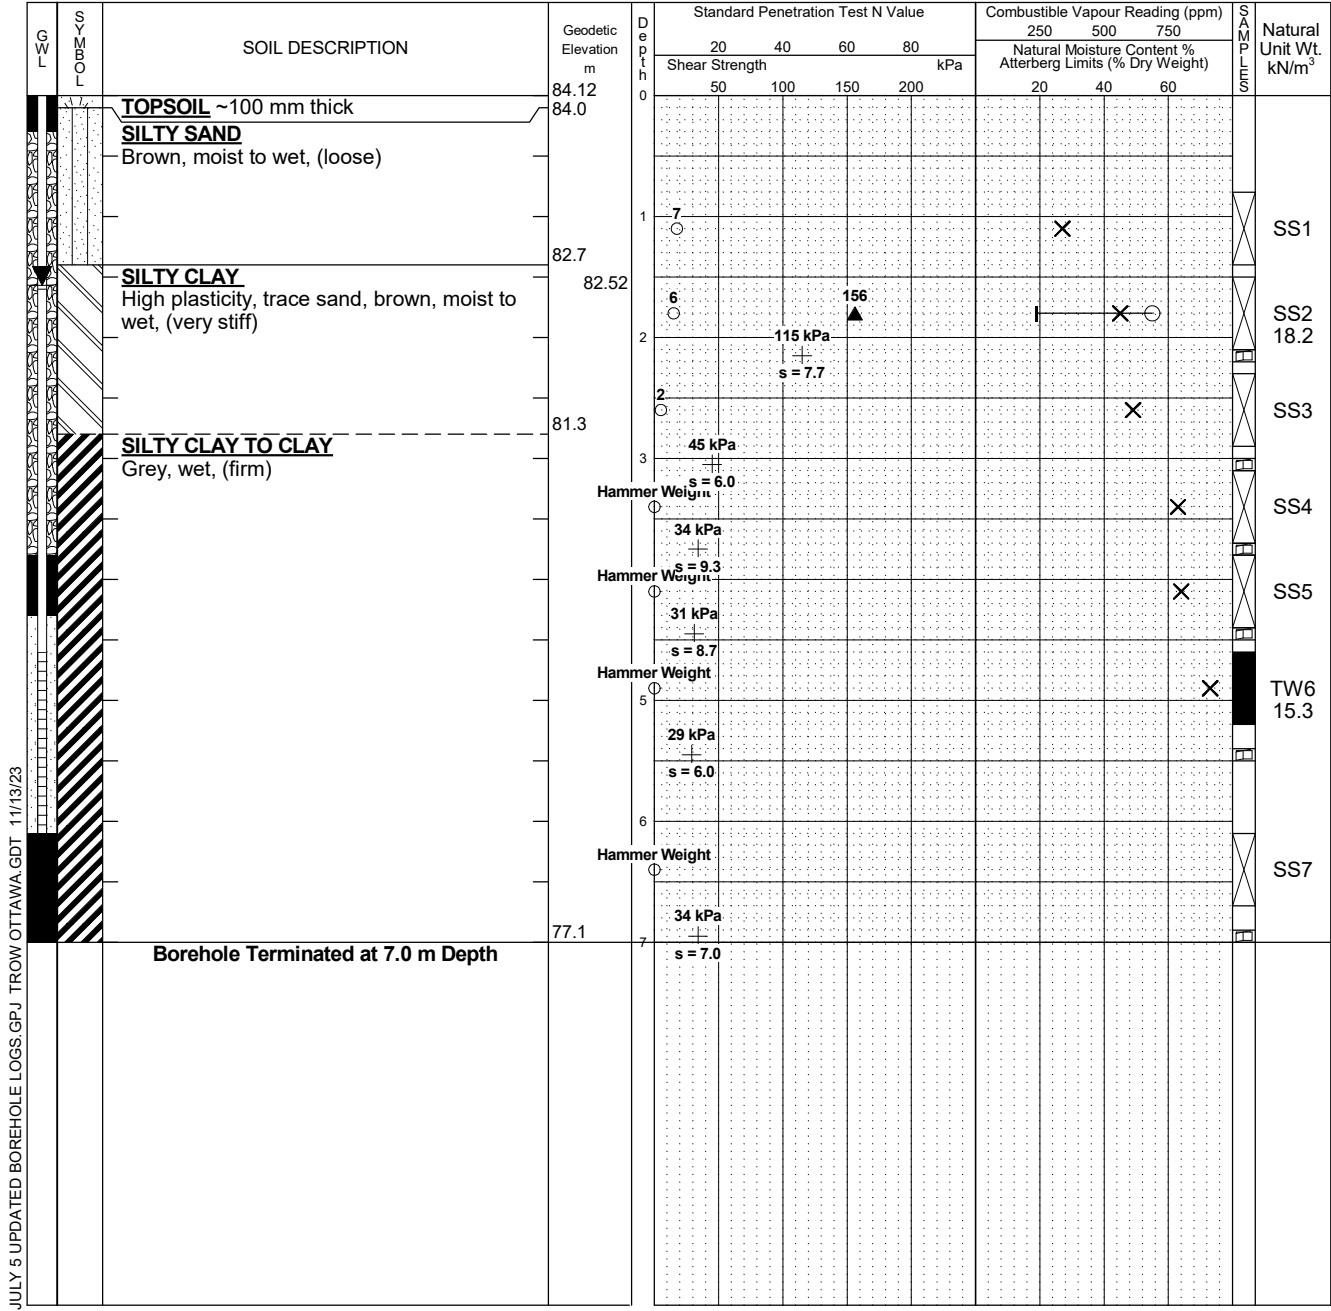 GWL
SYMBOL
SOIL DESCRIPTION
Geodetic
Elevation
m
84.12
Depth
0
Standard Penetration Test N Value
20 40 60 80
Shear Strength kPa
50 100 150 200
Combustible Vapour Reading (ppm)
250 500 750
Natural Moisture Content %
Atterberg Limits (% Dry Weight)
20 40 60
SAMPLES
Natural
Unit Wt.
kN/m³
TOPSOIL ~100 mm thick
84.0
SILTY SAND
Brown, moist to wet, (loose)
1
7
SS1
82.7
SILTY CLAY
82.52
High plasticity, trace sand, brown, moist to
wet, (very stiff)
6
156
SS2
18.2
2
115 kPa
s = 7.7
2
SS3
81.3
SILTY CLAY TO CLAY
Grey, wet, (firm)
3
45 kPa
s = 6.0
Hammer Weight
SS4
34 kPa
s = 9.3
Hammer Weight
SS5
31 kPa
s = 8.7
Hammer Weight
TW6
15.3
5
29 kPa
s = 6.0
6
Hammer Weight
SS7
34 kPa
77.1
7
s = 7.0
Borehole Terminated at 7.0 m Depth
JULY 5 UPDATED BOREHOLE LOGS.GPJ TROW OTTAWA.GDT 11/13/23